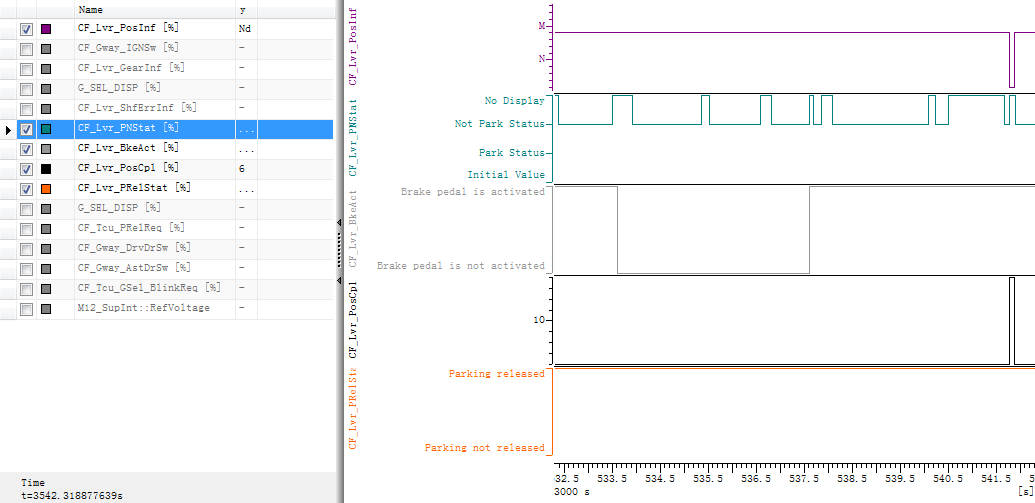 Name y
CF_Lvr_PosInf [%] Nd
CF_Gway_IGNSw [%] -
CF_Lvr_GearInf [%] -
G_SEL_DISP [%] -
CF_Lvr_ShfErrInf [%] -
CF_Lvr_PNStat [%] ...
CF_Lvr_BkeAct [%] ...
CF_Lvr_PosCpl [%] 6
CF_Lvr_PRelStat [%] ...
G_SEL_DISP [%] -
CF_Tcu_PRelReq [%] -
CF_Gway_DrvDrSw [%] -
CF_Gway_AstDrSw [%] -
CF_Tcu_GSel_BlinkReq [%] -
M12_SupInt::RefVoltage -
Time
t=3542.318877639s
CF_Lvr_PosInf
M
N
CF_Lvr_PNStat
No Display
Not Park Status
Park Status
Initial Value
CF_Lvr_BkeAct
Brake pedal is activated
Brake pedal is not activated
CF_Lvr_PosCpl
10
CF_Lvr_PRelSta
Parking released
Parking not released
32.5 533.5 534.5 535.5 536.5 537.5 538.5 539.5 540.5 541.5 5
3000 s [s]